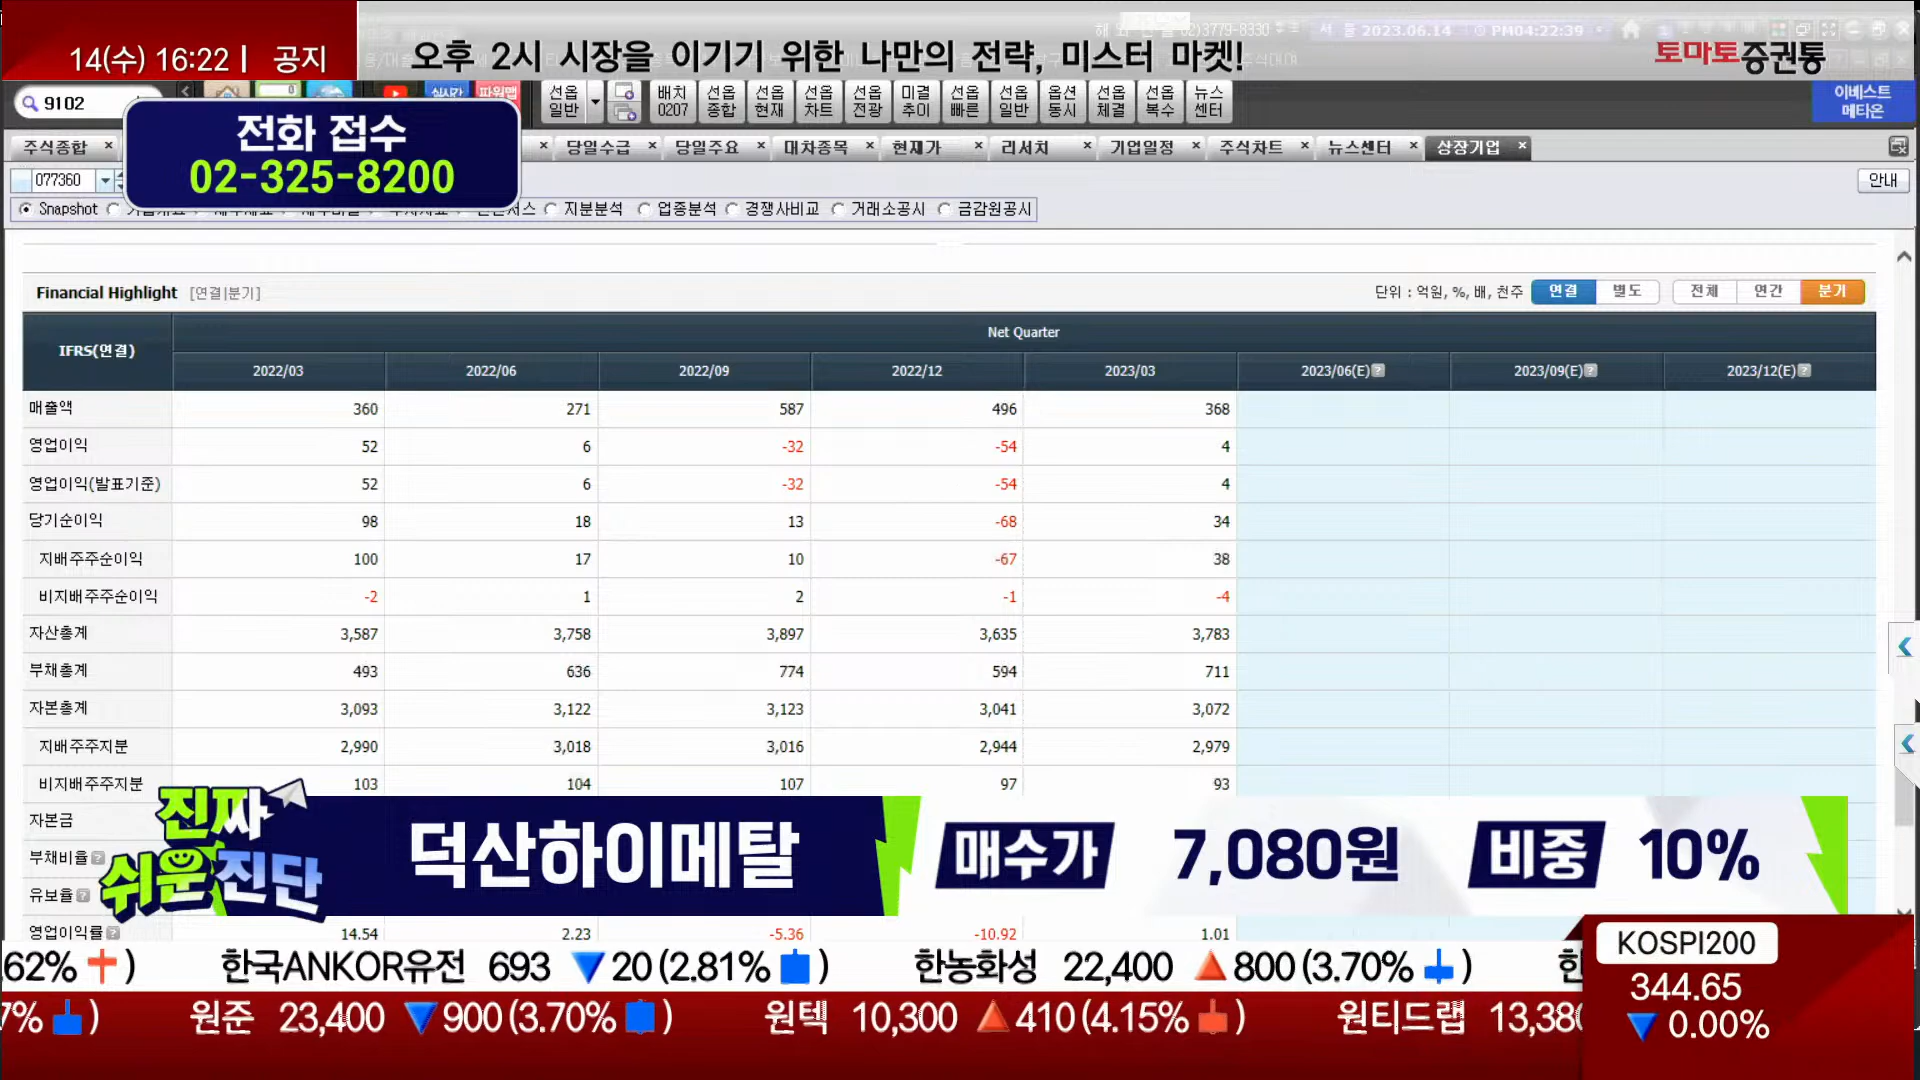 14(수) 16:22 | 공지
오후 2시 시장을 이기기 위한 나만의 전략, 미스터 마켓!
토마토증권통
2023.06.14 PM04:22:39
9102
실시간 파워맵
선옵 일반
배치 0207
선옵 종합
선옵 현재
선옵 차트
선옵 전광
미결 추이
선옵 빠른
선옵 일반
옵션 동시
선옵 체결
선옵 복수
뉴스 센터
이베스트 메티온
전화 접수
02-325-8200
주식종합 × × 당일수급 × 당일주요 × 대차종목 × 현재가 × 리서치 × 기업일정 × 주식차트 × 뉴스센터 × 상장기업 ×
077360
안내
Snapshot 지분분석 업종분석 경쟁사비교 거래소공시 금감원공시
Financial Highlight [연결|분기]
단위 : 억원, %, 배, 천주 연결 별도 전체 연간 분기
IFRS(연결) Net Quarter
2022/03 2022/06 2022/09 2022/12 2023/03 2023/06(E) 2023/09(E) 2023/12(E)
매출액 360 271 587 496 368
영업이익 52 6 -32 -54 4
영업이익(발표기준) 52 6 -32 -54 4
당기순이익 98 18 13 -68 34
지배주주순이익 100 17 10 -67 38
비지배주주순이익 -2 1 2 -1 -4
자산총계 3,587 3,758 3,897 3,635 3,783
부채총계 493 636 774 594 711
자본총계 3,093 3,122 3,123 3,041 3,072
지배주주지분 2,990 3,018 3,016 2,944 2,979
비지배주주지분 103 104 107 97 93
자본금
부채비율
유보율
영업이익률 14.54 2.23 -5.36 -10.92 1.01
진짜 쉬운진단
덕산하이메탈 매수가 7,080원 비중 10%
62% ) 한국ANKOR유전 693 ▼20 (2.81% ) 한농화성 22,400 ▲800 (3.70% )
7% ) 원준 23,400 ▼900 (3.70% ) 원텍 10,300 ▲410 (4.15% ) 원티드랩
KOSPI200
344.65
▼ 0.00%